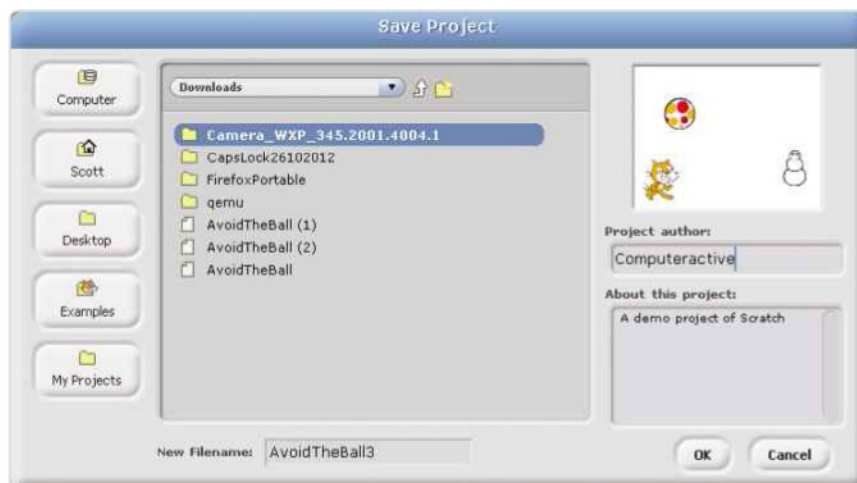 Save Project
Computer
Scott
Desktop
Examples
My Projects
Downloads
Camera_WXP_345.2001.4004.1
CapsLock26102012
FirefoxPortable
qemu
AvoidTheBall (1)
AvoidTheBall (2)
AvoidTheBall
Project author:
Computeractive
About this project:
A demo project of Scratch
New Filename: AvoidTheBall3
OK
Cancel